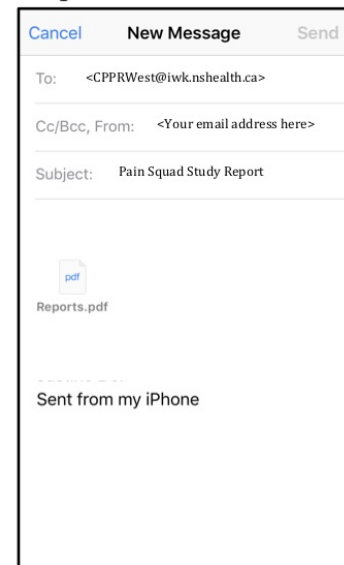 Cancel New Message Send
To: <CPPRWest@iwk.nshealth.ca>
Cc/Bcc, From: <Your email address here>
Subject: Pain Squad Study Report
pdf
Reports.pdf
Sent from my iPhone